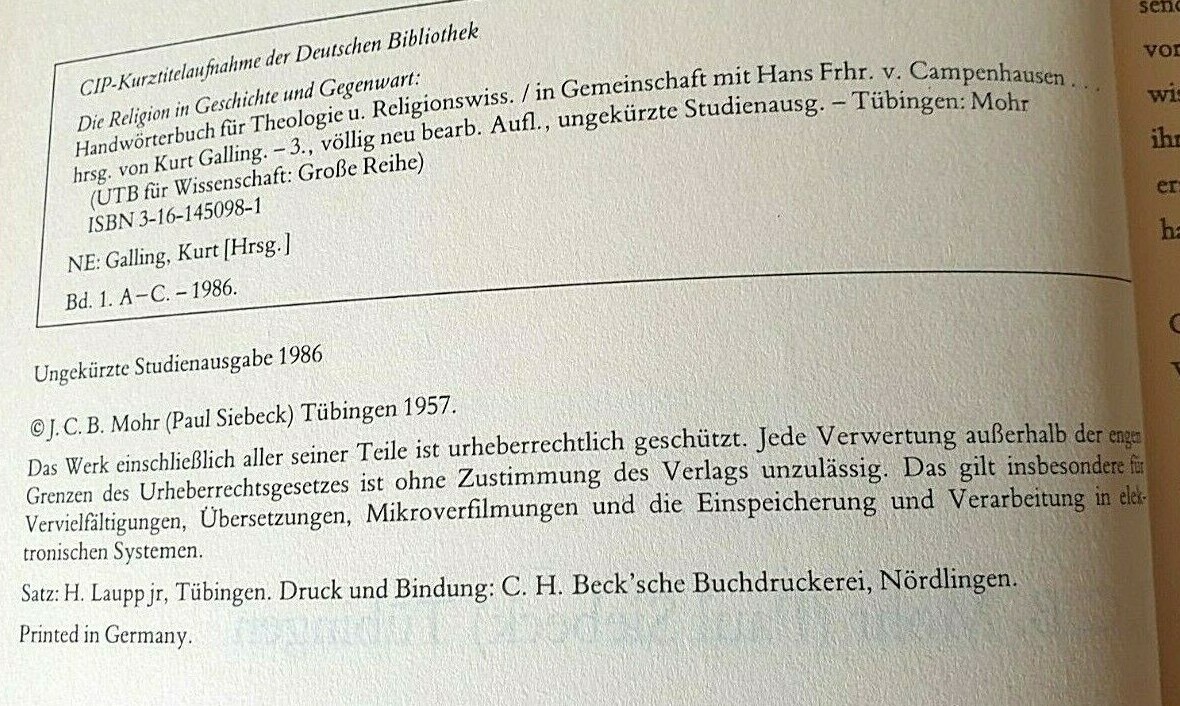 CIP-Kurztitelaufnahme der Deutschen Bibliothek
Die Religion in Geschichte und Gegenwart:
Handwörterbuch für Theologie u. Religionswiss. / in Gemeinschaft mit Hans Frhr. v. Campenhausen . . .
hrsg. von Kurt Galling. – 3., völlig neu bearb. Aufl., ungekürzte Studienausg. – Tübingen: Mohr
(UTB für Wissenschaft: Große Reihe)
ISBN 3-16-145098-1
NE: Galling, Kurt [Hrsg.]
Bd. 1. A–C. – 1986.
Ungekürzte Studienausgabe 1986
© J. C. B. Mohr (Paul Siebeck) Tübingen 1957.
Das Werk einschließlich aller seiner Teile ist urheberrechtlich geschützt. Jede Verwertung außerhalb der engen
Grenzen des Urheberrechtsgesetzes ist ohne Zustimmung des Verlags unzulässig. Das gilt insbesondere für
Vervielfältigungen, Übersetzungen, Mikroverfilmungen und die Einspeicherung und Verarbeitung in elek-
tronischen Systemen.
Satz: H. Laupp jr, Tübingen. Druck und Bindung: C. H. Beck'sche Buchdruckerei, Nördlingen.
Printed in Germany.